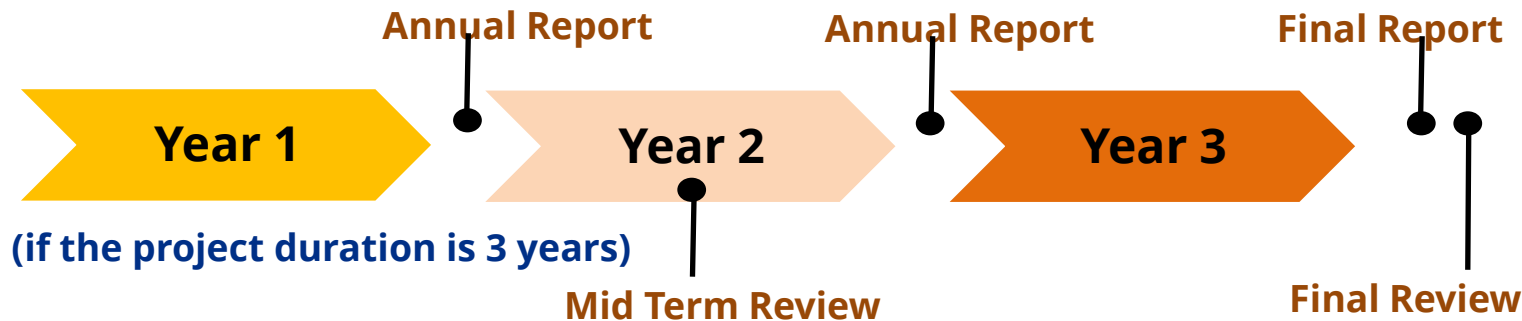 Annual Report
Annual Report
Final Report
Year 1
Year 2
Year 3
(if the project duration is 3 years)
Mid Term Review
Final Review